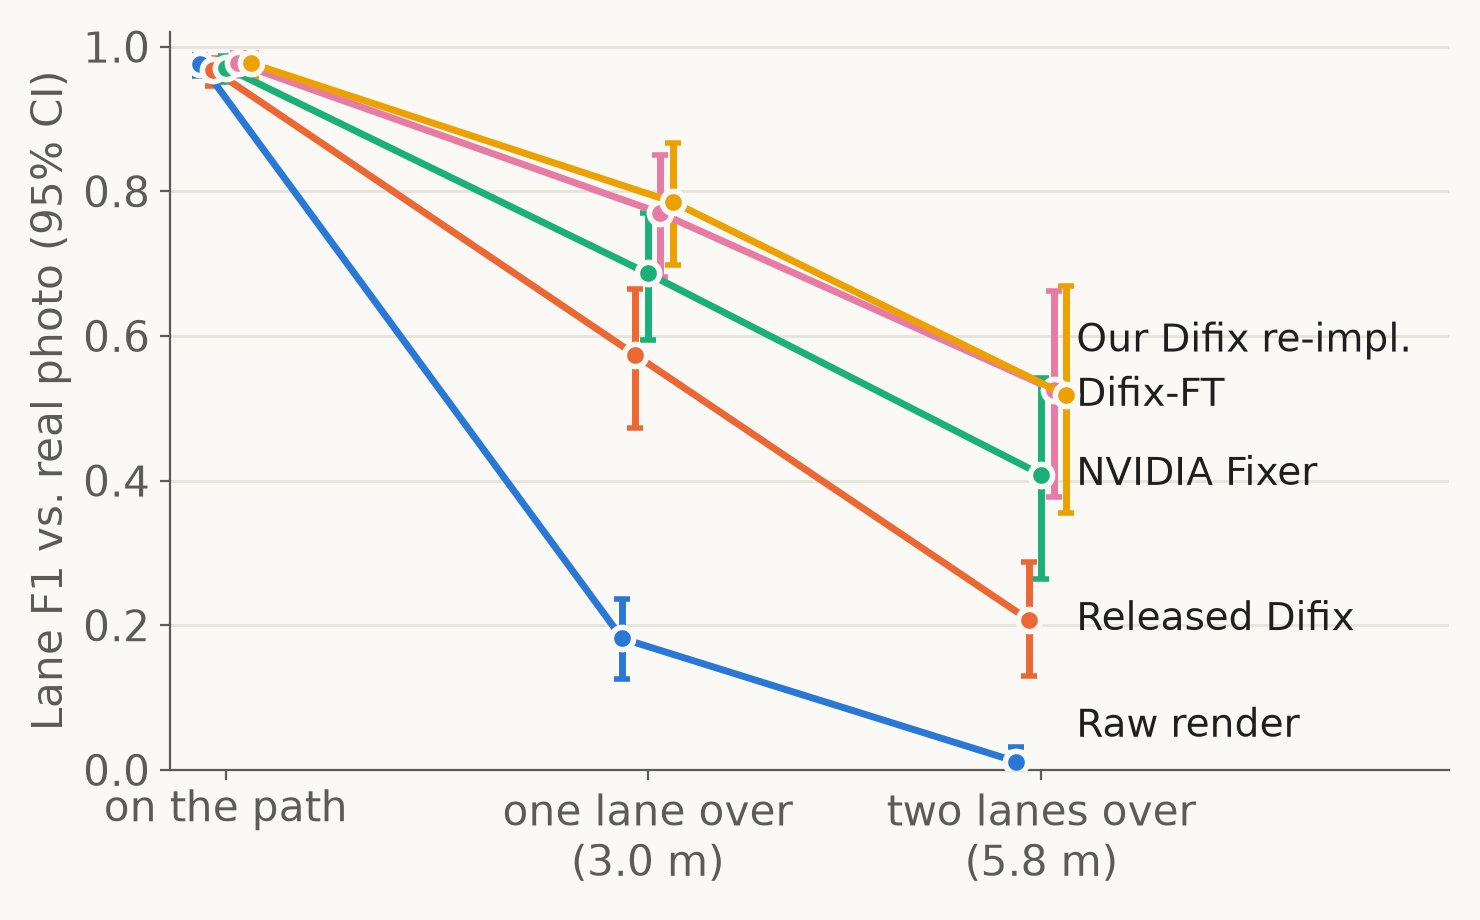 Lane F1 vs. real photo (95% CI)
1.0
0.8
0.6
0.4
0.2
0.0
Our Difix re-impl.
Difix-FT
NVIDIA Fixer
Released Difix
Raw render
on the path
one lane over
(3.0 m)
two lanes over
(5.8 m)